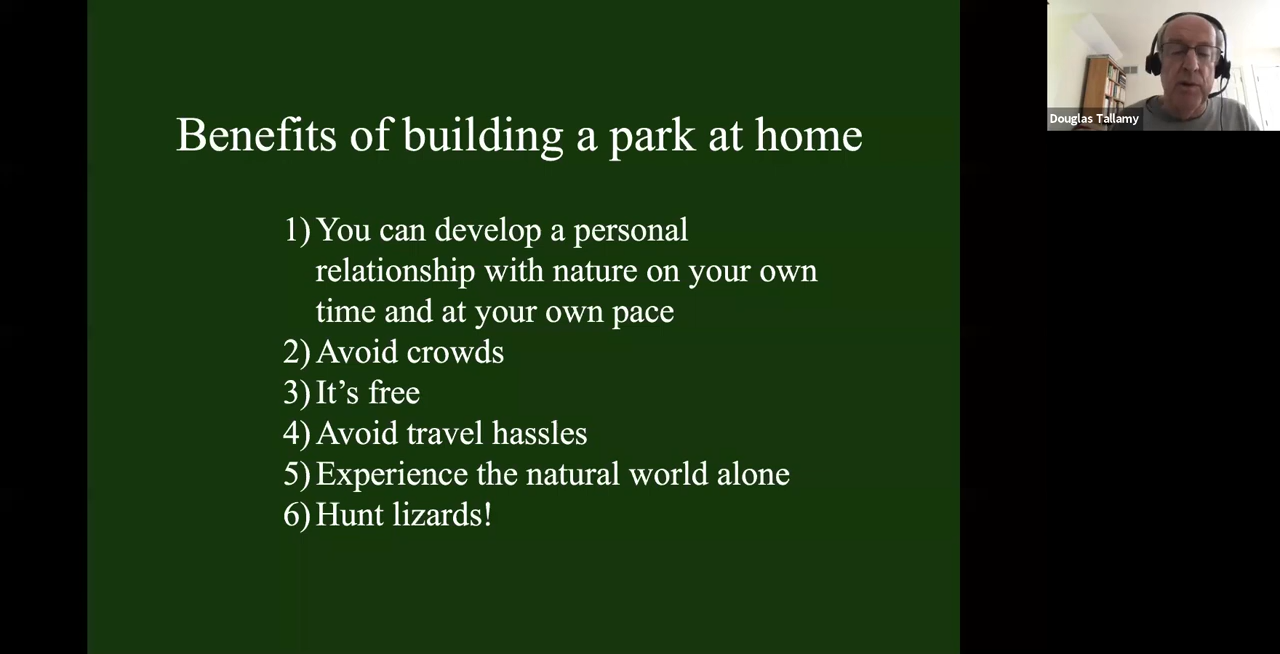 Benefits of building a park at home
1) You can develop a personal
relationship with nature on your own
time and at your own pace
2) Avoid crowds
3) It’s free
4) Avoid travel hassles
5) Experience the natural world alone
6) Hunt lizards!
Douglas Tallamy